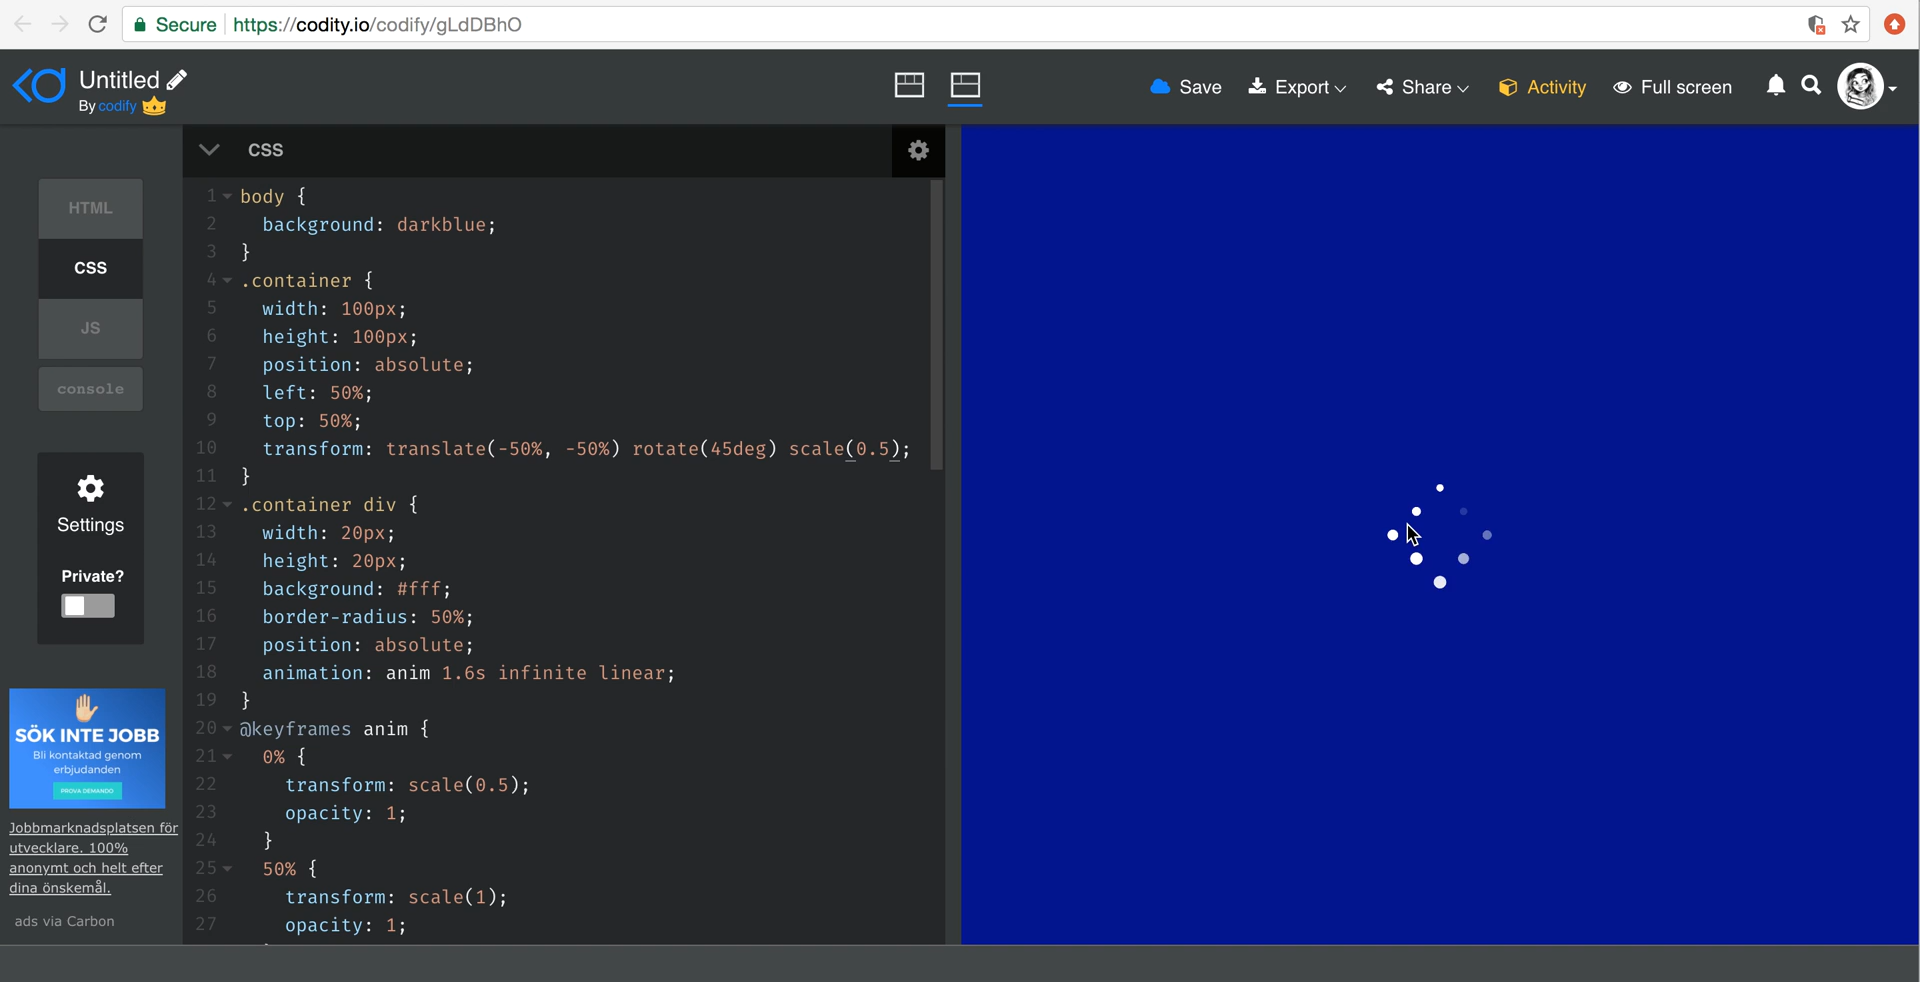 Secure https://codity.io/codify/gLdDBhO
Untitled
By codify
Save Export Share Activity Full screen
CSS
HTML
CSS
JS
console
Settings
Private?
SÖK INTE JOBB
Bli kontaktad genom
erbjudanden
PROVA DEMANDO
Jobbmarknadsplatsen för
utvecklare. 100%
anonymt och helt efter
dina önskemål.
ads via Carbon
1 body {
2 background: darkblue;
3 }
4 .container {
5 width: 100px;
6 height: 100px;
7 position: absolute;
8 left: 50%;
9 top: 50%;
10 transform: translate(-50%, -50%) rotate(45deg) scale(0.5);
11 }
12 .container div {
13 width: 20px;
14 height: 20px;
15 background: #fff;
16 border-radius: 50%;
17 position: absolute;
18 animation: anim 1.6s infinite linear;
19 }
20 @keyframes anim {
21 0% {
22 transform: scale(0.5);
23 opacity: 1;
24 }
25 50% {
26 transform: scale(1);
27 opacity: 1;